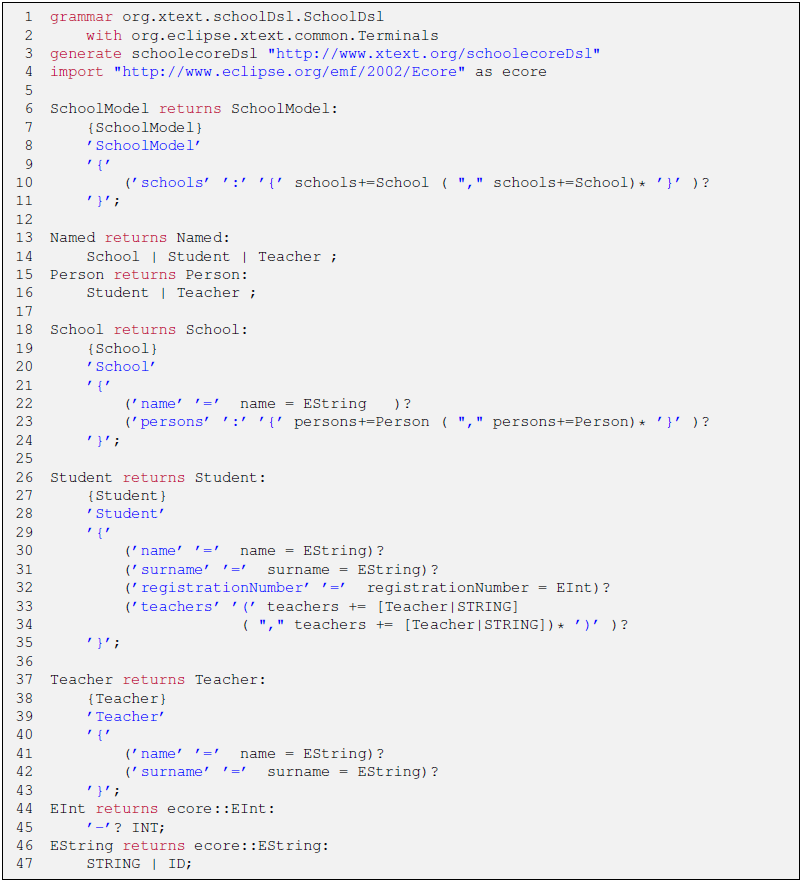 1 grammar org.xtext.schoolDsl.SchoolDsl
2     with org.eclipse.xtext.common.Terminals
3 generate schoolecoreDsl "http://www.xtext.org/schoolecoreDsl"
4 import "http://www.eclipse.org/emf/2002/Ecore" as ecore
5
6 SchoolModel returns SchoolModel:
7     {SchoolModel}
8     ’SchoolModel’
9     ’{’
10         (’schools’ ’:’ ’{’ schools+=School ( "," schools+=School)* ’}’ )?
11     ’}’;
12
13 Named returns Named:
14     School | Student | Teacher ;
15 Person returns Person:
16     Student | Teacher ;
17
18 School returns School:
19     {School}
20     ’School’
21     ’{’
22         (’name’ ’=’  name = EString   )?
23         (’persons’ ’:’ ’{’ persons+=Person ( "," persons+=Person)* ’}’ )?
24     ’}’;
25
26 Student returns Student:
27     {Student}
28     ’Student’
29     ’{’
30         (’name’ ’=’  name = EString)?
31         (’surname’ ’=’  surname = EString)?
32         (’registrationNumber’ ’=’  registrationNumber = EInt)?
33         (’teachers’ ’(’ teachers += [Teacher|STRING]
34                      ( "," teachers += [Teacher|STRING])* ’)’ )?
35     ’}’;
36
37 Teacher returns Teacher:
38     {Teacher}
39     ’Teacher’
40     ’{’
41         (’name’ ’=’  name = EString)?
42         (’surname’ ’=’  surname = EString)?
43     ’}’;
44 EInt returns ecore::EInt:
45     ’-’? INT;
46 EString returns ecore::EString:
47     STRING | ID;